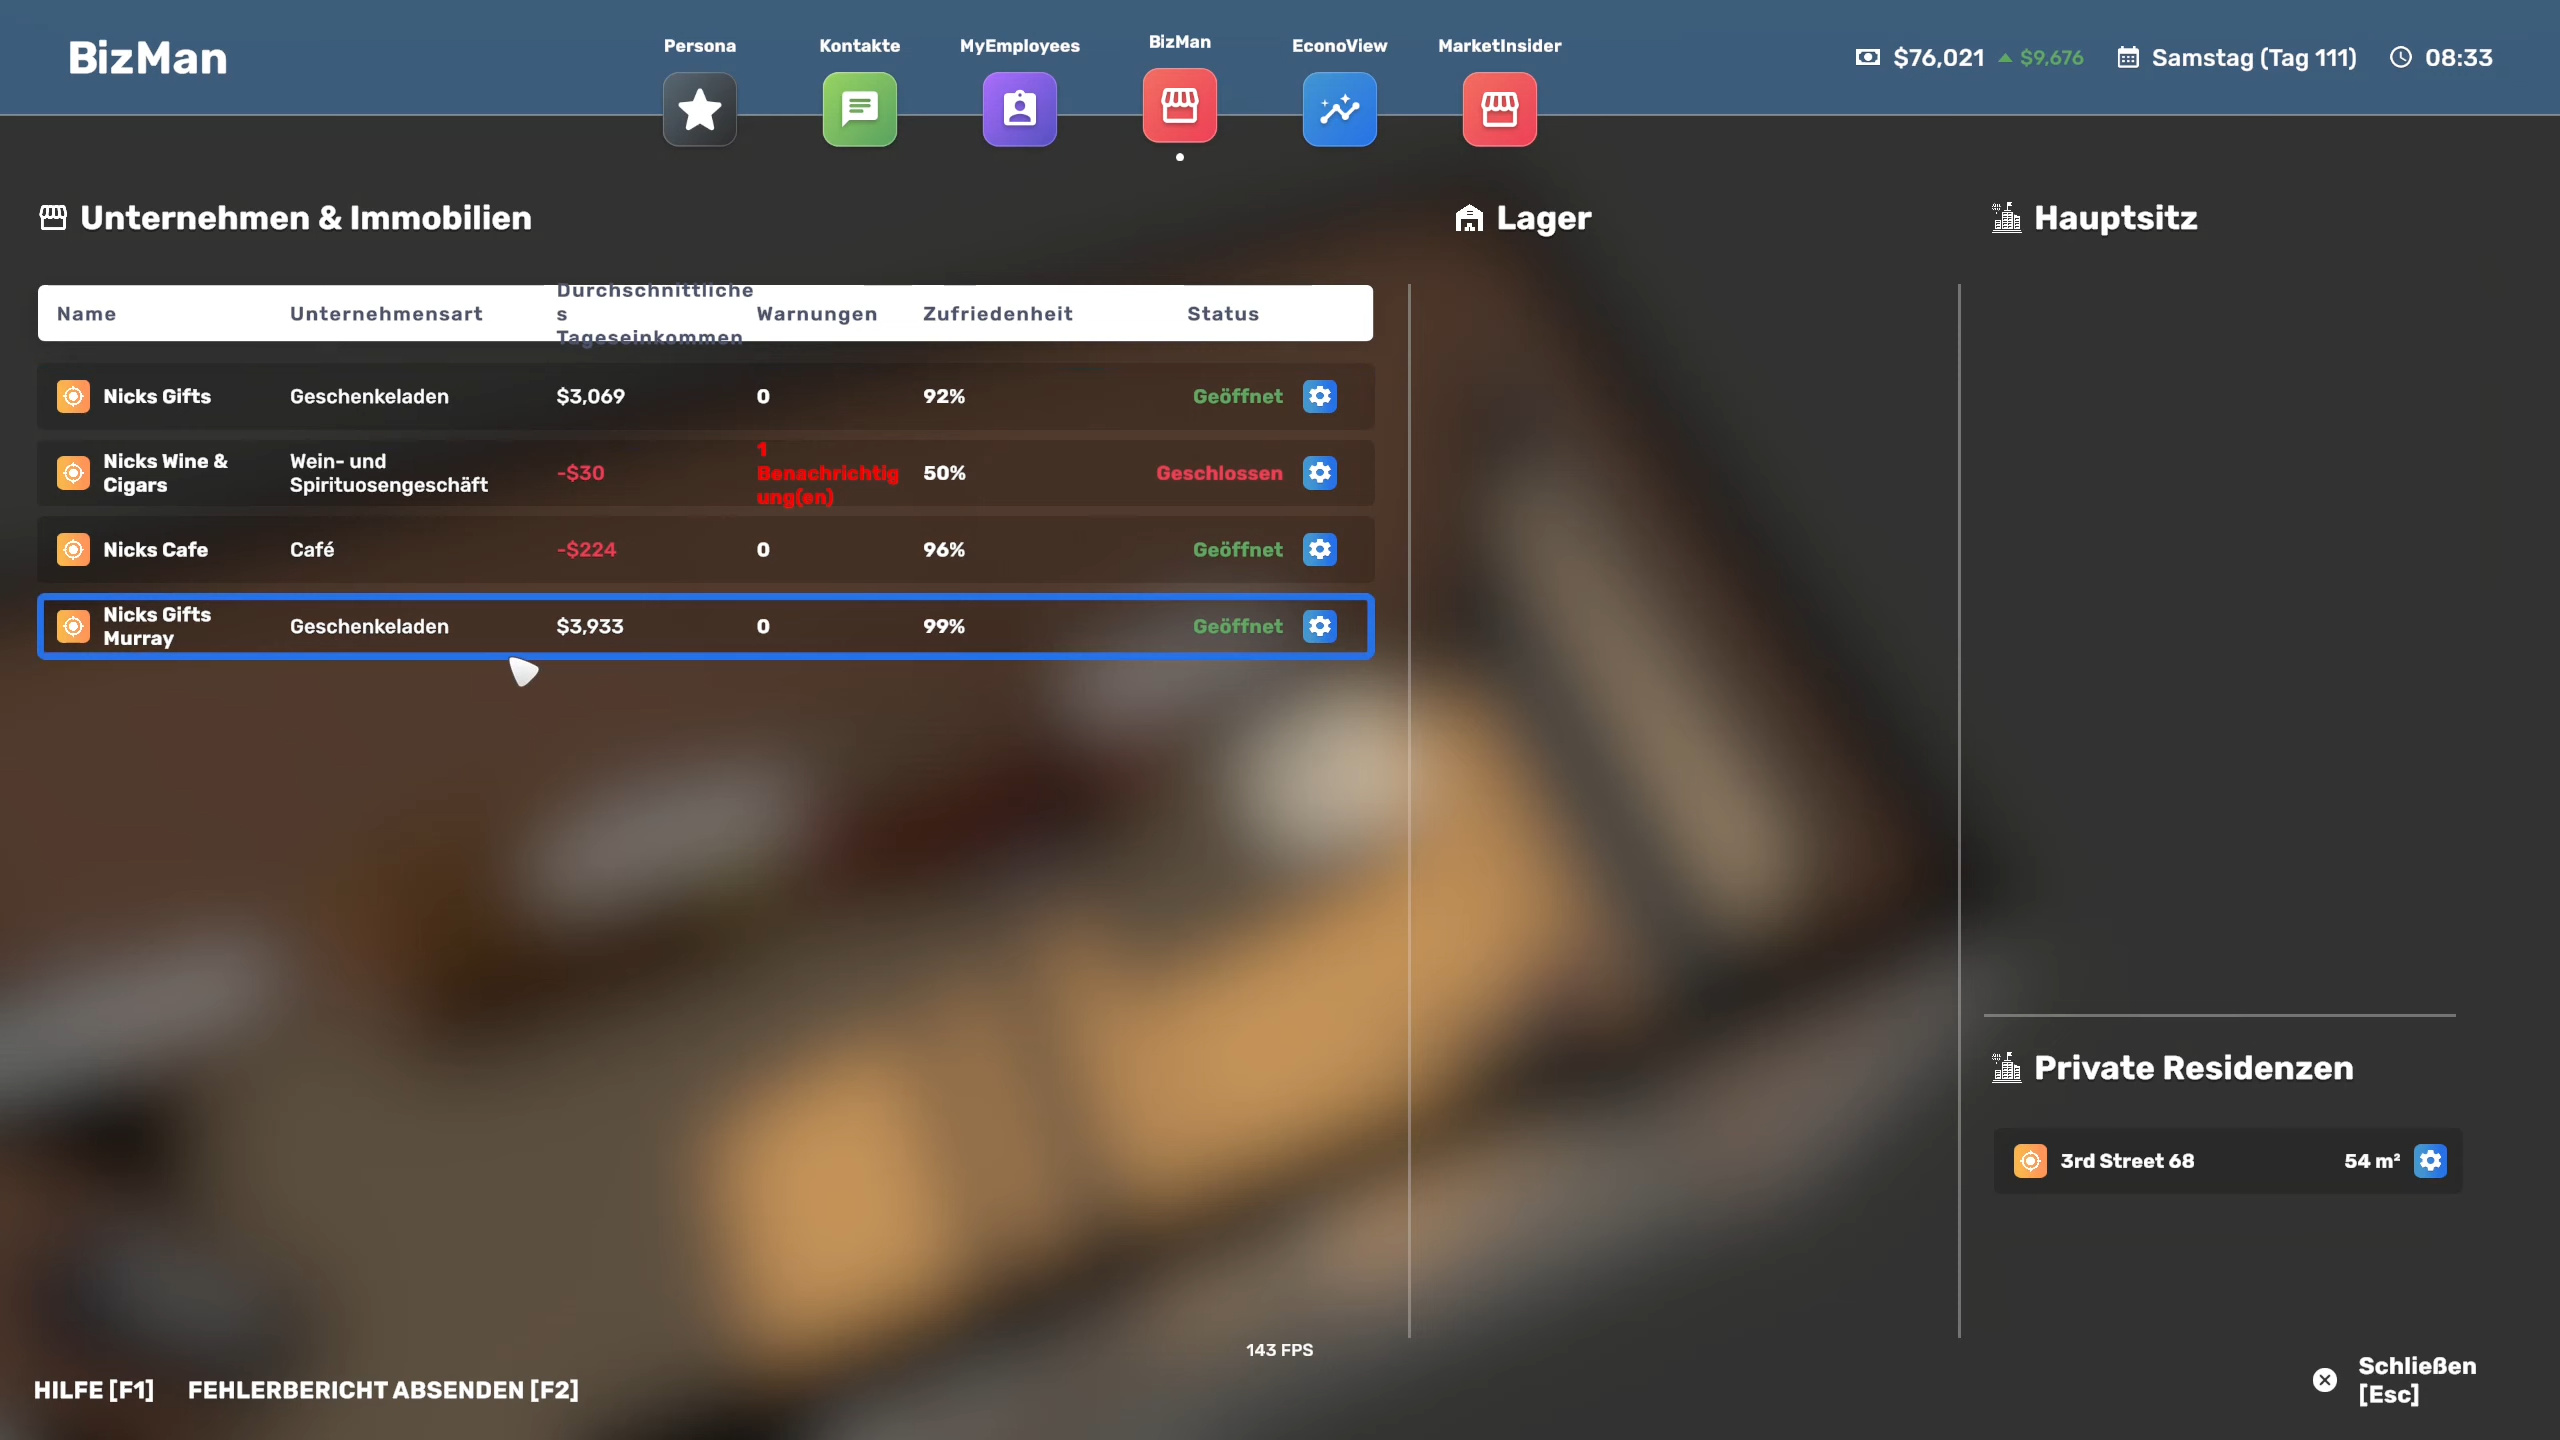 BizMan
Persona
Kontakte
MyEmployees
BizMan
EconoView
MarketInsider
$76,021 $9,676 Samstag (Tag 111) 08:33
Unternehmen & Immobilien
Name Unternehmensart Durchschnittliche
s
Tageseinkommen Warnungen Zufriedenheit Status
Nicks Gifts Geschenkeladen $3,069 0 92% Geöffnet
Nicks Wine &
Cigars
Wein- und
Spirituosengeschäft
-$30
1
Benachrichtig
ung(en)
50% Geschlossen
Nicks Cafe Café -$224 0 96% Geöffnet
Nicks Gifts
Murray
Geschenkeladen $3,933 0 99% Geöffnet
Lager
Hauptsitz
Private Residenzen
3rd Street 68 54 m²
143 FPS
HILFE [F1] FEHLERBERICHT ABSENDEN [F2]
Schließen
[Esc]